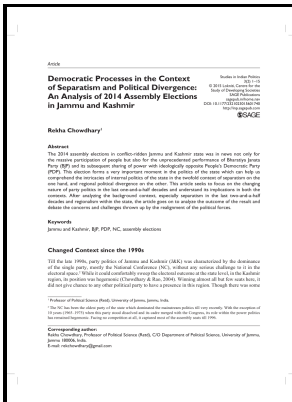 Article
Democratic Processes in the Context
of Separatism and Political Divergence:
An Analysis of 2014 Assembly Elections
in Jammu and Kashmir
Studies in Indian Politics
3(2) 1–15
© 2015 Lokniti, Centre for the
Study of Developing Societies
SAGE Publications
sagepub.in/home.nav
http://inp.sagepub.com
SAGE
Rekha Chowdhary¹
Abstract
The 2014 assembly elections in conflict-ridden Jammu and Kashmir state was in news not only for
the massive participation of people but also for the unprecedented performance of Bharatiya Janata
Party (BJP) and its subsequent sharing of power with ideologically opposite People's Democratic Party
(PDP). This election forms a very important moment in the politics of the state which can help us
comprehend the intricacies of internal politics of the state in the twofold context of separatism on the
one hand, and regional political divergence on the other. This article seeks to focus on the changing
nature of party politics in the last one-and-a-half decades and understand its implications in both the
contexts. After analyzing the background context, especially separatism in the last two-and-a-half
decades and regionalism within the state, the article goes on to analyze the outcome of the result and
debate the concerns and challenges thrown up by the realignment of the political forces.
Keywords
Jammu and Kashmir, BJP, PDP, NC, assembly elections
Changed Context since the 1990s
Till the late 1990s, party politics of Jammu and Kashmir (J&K) was characterized by the dominance
of the single party, mostly the National Conference (NC), without any serious challenge to it in the
electoral space.¹ While it could comfortably sweep the electoral outcome at the state level, in the Kashmir
region, its position was hegemonic (Chowdhary & Rao, 2004). Winning almost all of the few seats here, it
did not give chance to any other political party to have a presence in this region. Though there were some
¹ Professor of Political Science (Retd), University of Jammu, Jammu, India.
Corresponding author:
Rekha Chowdhary, Professor of Political Science (Retd), C/O Department of Political Science, University of Jammu,
Jammu 180006, India.
E-mail: rekchowdhary@gmail.com